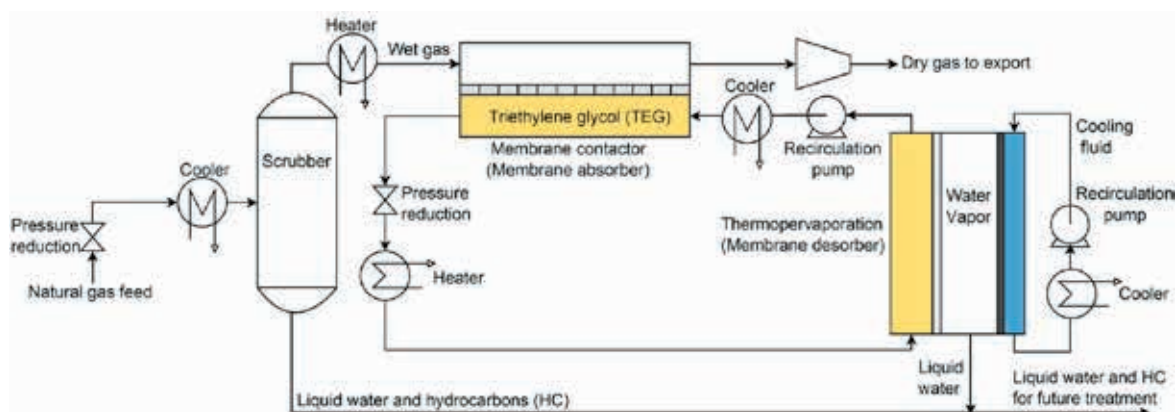 Heater
Wet gas
Dry gas to export
Cooler
Triethylene glycol (TEG)
Cooling
fluid
Membrane contactor
(Membrane absorber)
Recirculation
pump
Scrubber
Cooler
Pressure
reduction
Pressure
reduction
Water
Vapor
Recirculation
pump
Thermopervaporation
(Membrane desorber)
Heater
Cooler
Natural gas feed
Liquid
water
Liquid water and HC
for future treatment
Liquid water and hydrocarbons (HC)